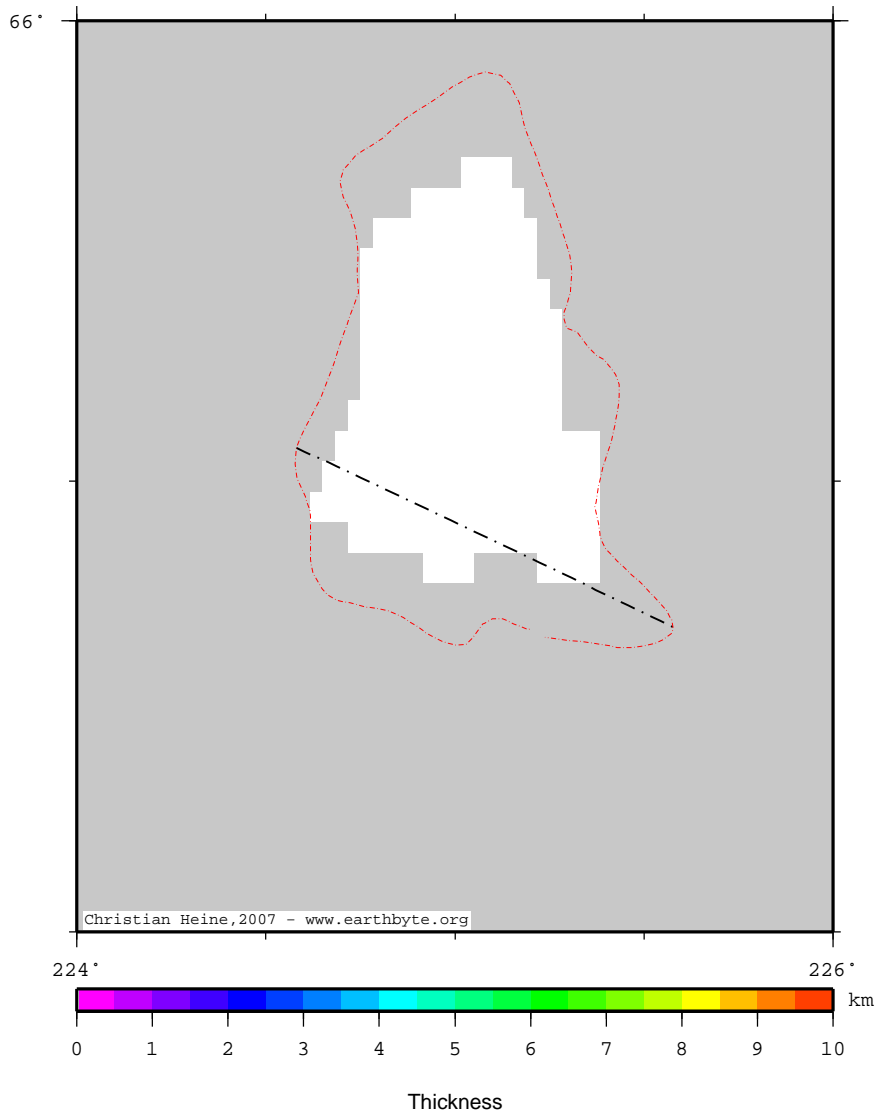 66°
Christian Heine,2007 - www.earthbyte.org
224° 226°
km
0 1 2 3 4 5 6 7 8 9 10
Thickness